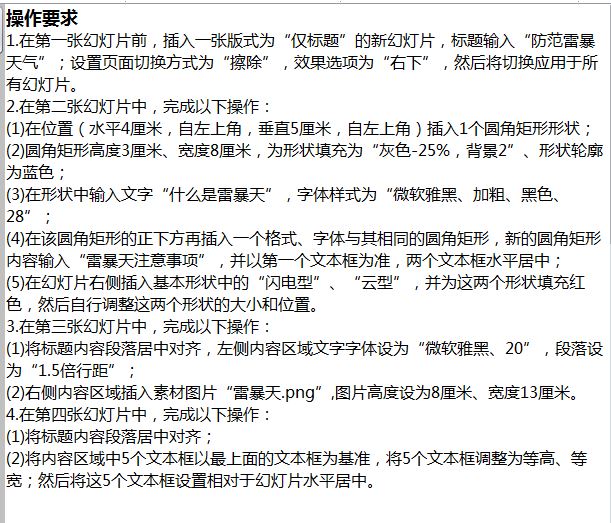 操作要求
1.在第一张幻灯片前，插入一张版式为“仅标题”的新幻灯片，标题输入“防范雷暴
天气”；设置页面切换方式为“擦除”，效果选项为“右下”，然后将切换应用于所
有幻灯片。
2.在第二张幻灯片中，完成以下操作：
(1)在位置（水平4厘米，自左上角，垂直5厘米，自左上角）插入1个圆角矩形形状；
(2)圆角矩形高度3厘米、宽度8厘米，为形状填充为“灰色-25%，背景2”、形状轮廓
为蓝色；
(3)在形状中输入文字“什么是雷暴天”，字体样式为“微软雅黑、加粗、黑色、
28”；
(4)在该圆角矩形的正下方再插入一个格式、字体与其相同的圆角矩形，新的圆角矩形
内容输入“雷暴天注意事项”，并以第一个文本框为准，两个文本框水平居中；
(5)在幻灯片右侧插入基本形状中的“闪电型”、“云型”，并为这两个形状填充红
色，然后自行调整这两个形状的大小和位置。
3.在第三张幻灯片中，完成以下操作：
(1)将标题内容段落居中对齐，左侧内容区域文字字体设为“微软雅黑、20”，段落设
为“1.5倍行距”；
(2)右侧内容区域插入素材图片“雷暴天.png”,图片高度设为8厘米、宽度13厘米。
4.在第四张幻灯片中，完成以下操作：
(1)将标题内容段落居中对齐；
(2)将内容区域中5个文本框以最上面的文本框为基准，将5个文本框调整为等高、等
宽；然后将这5个文本框设置相对于幻灯片水平居中。